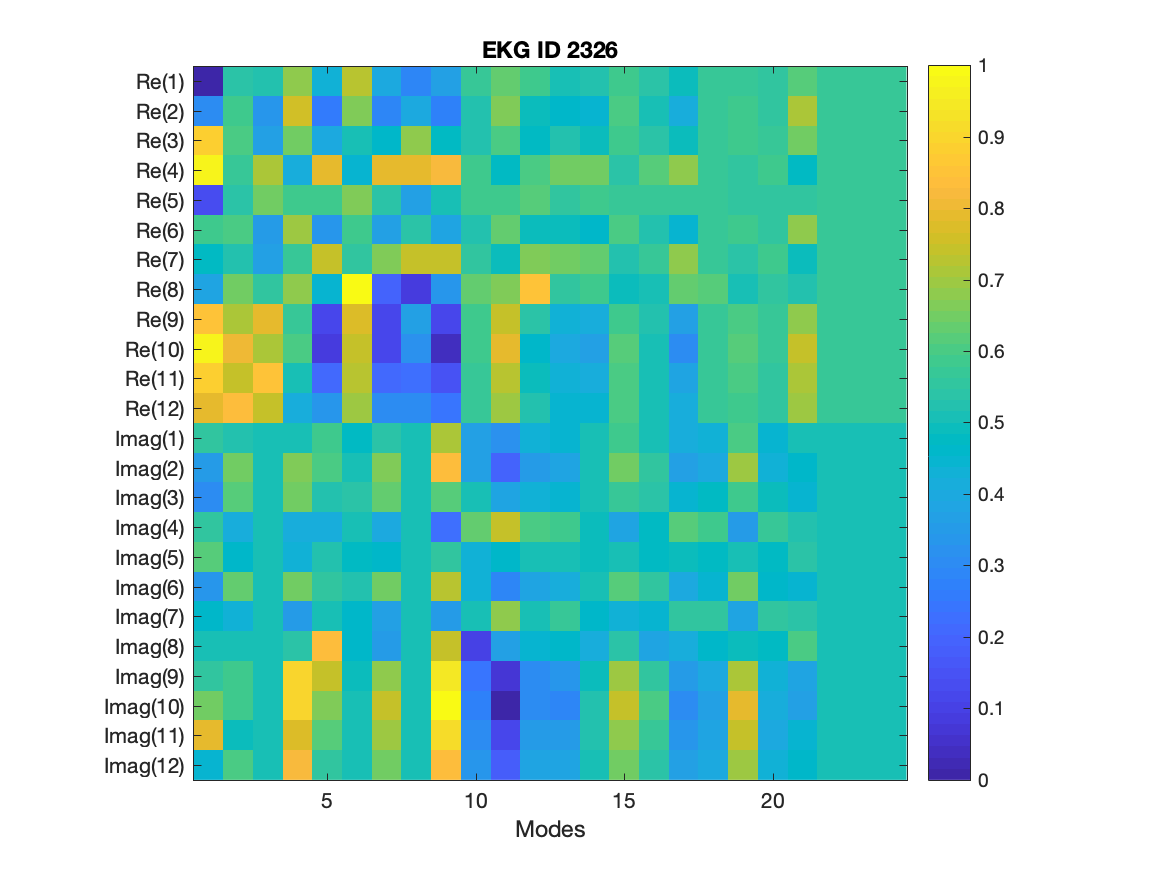 EKG ID 2326
Re(1)
Re(2)
Re(3)
Re(4)
Re(5)
Re(6)
Re(7)
Re(8)
Re(9)
Re(10)
Re(11)
Re(12)
Imag(1)
Imag(2)
Imag(3)
Imag(4)
Imag(5)
Imag(6)
Imag(7)
Imag(8)
Imag(9)
Imag(10)
Imag(11)
Imag(12)
5 10 15 20
Modes
1
0.9
0.8
0.7
0.6
0.5
0.4
0.3
0.2
0.1
0